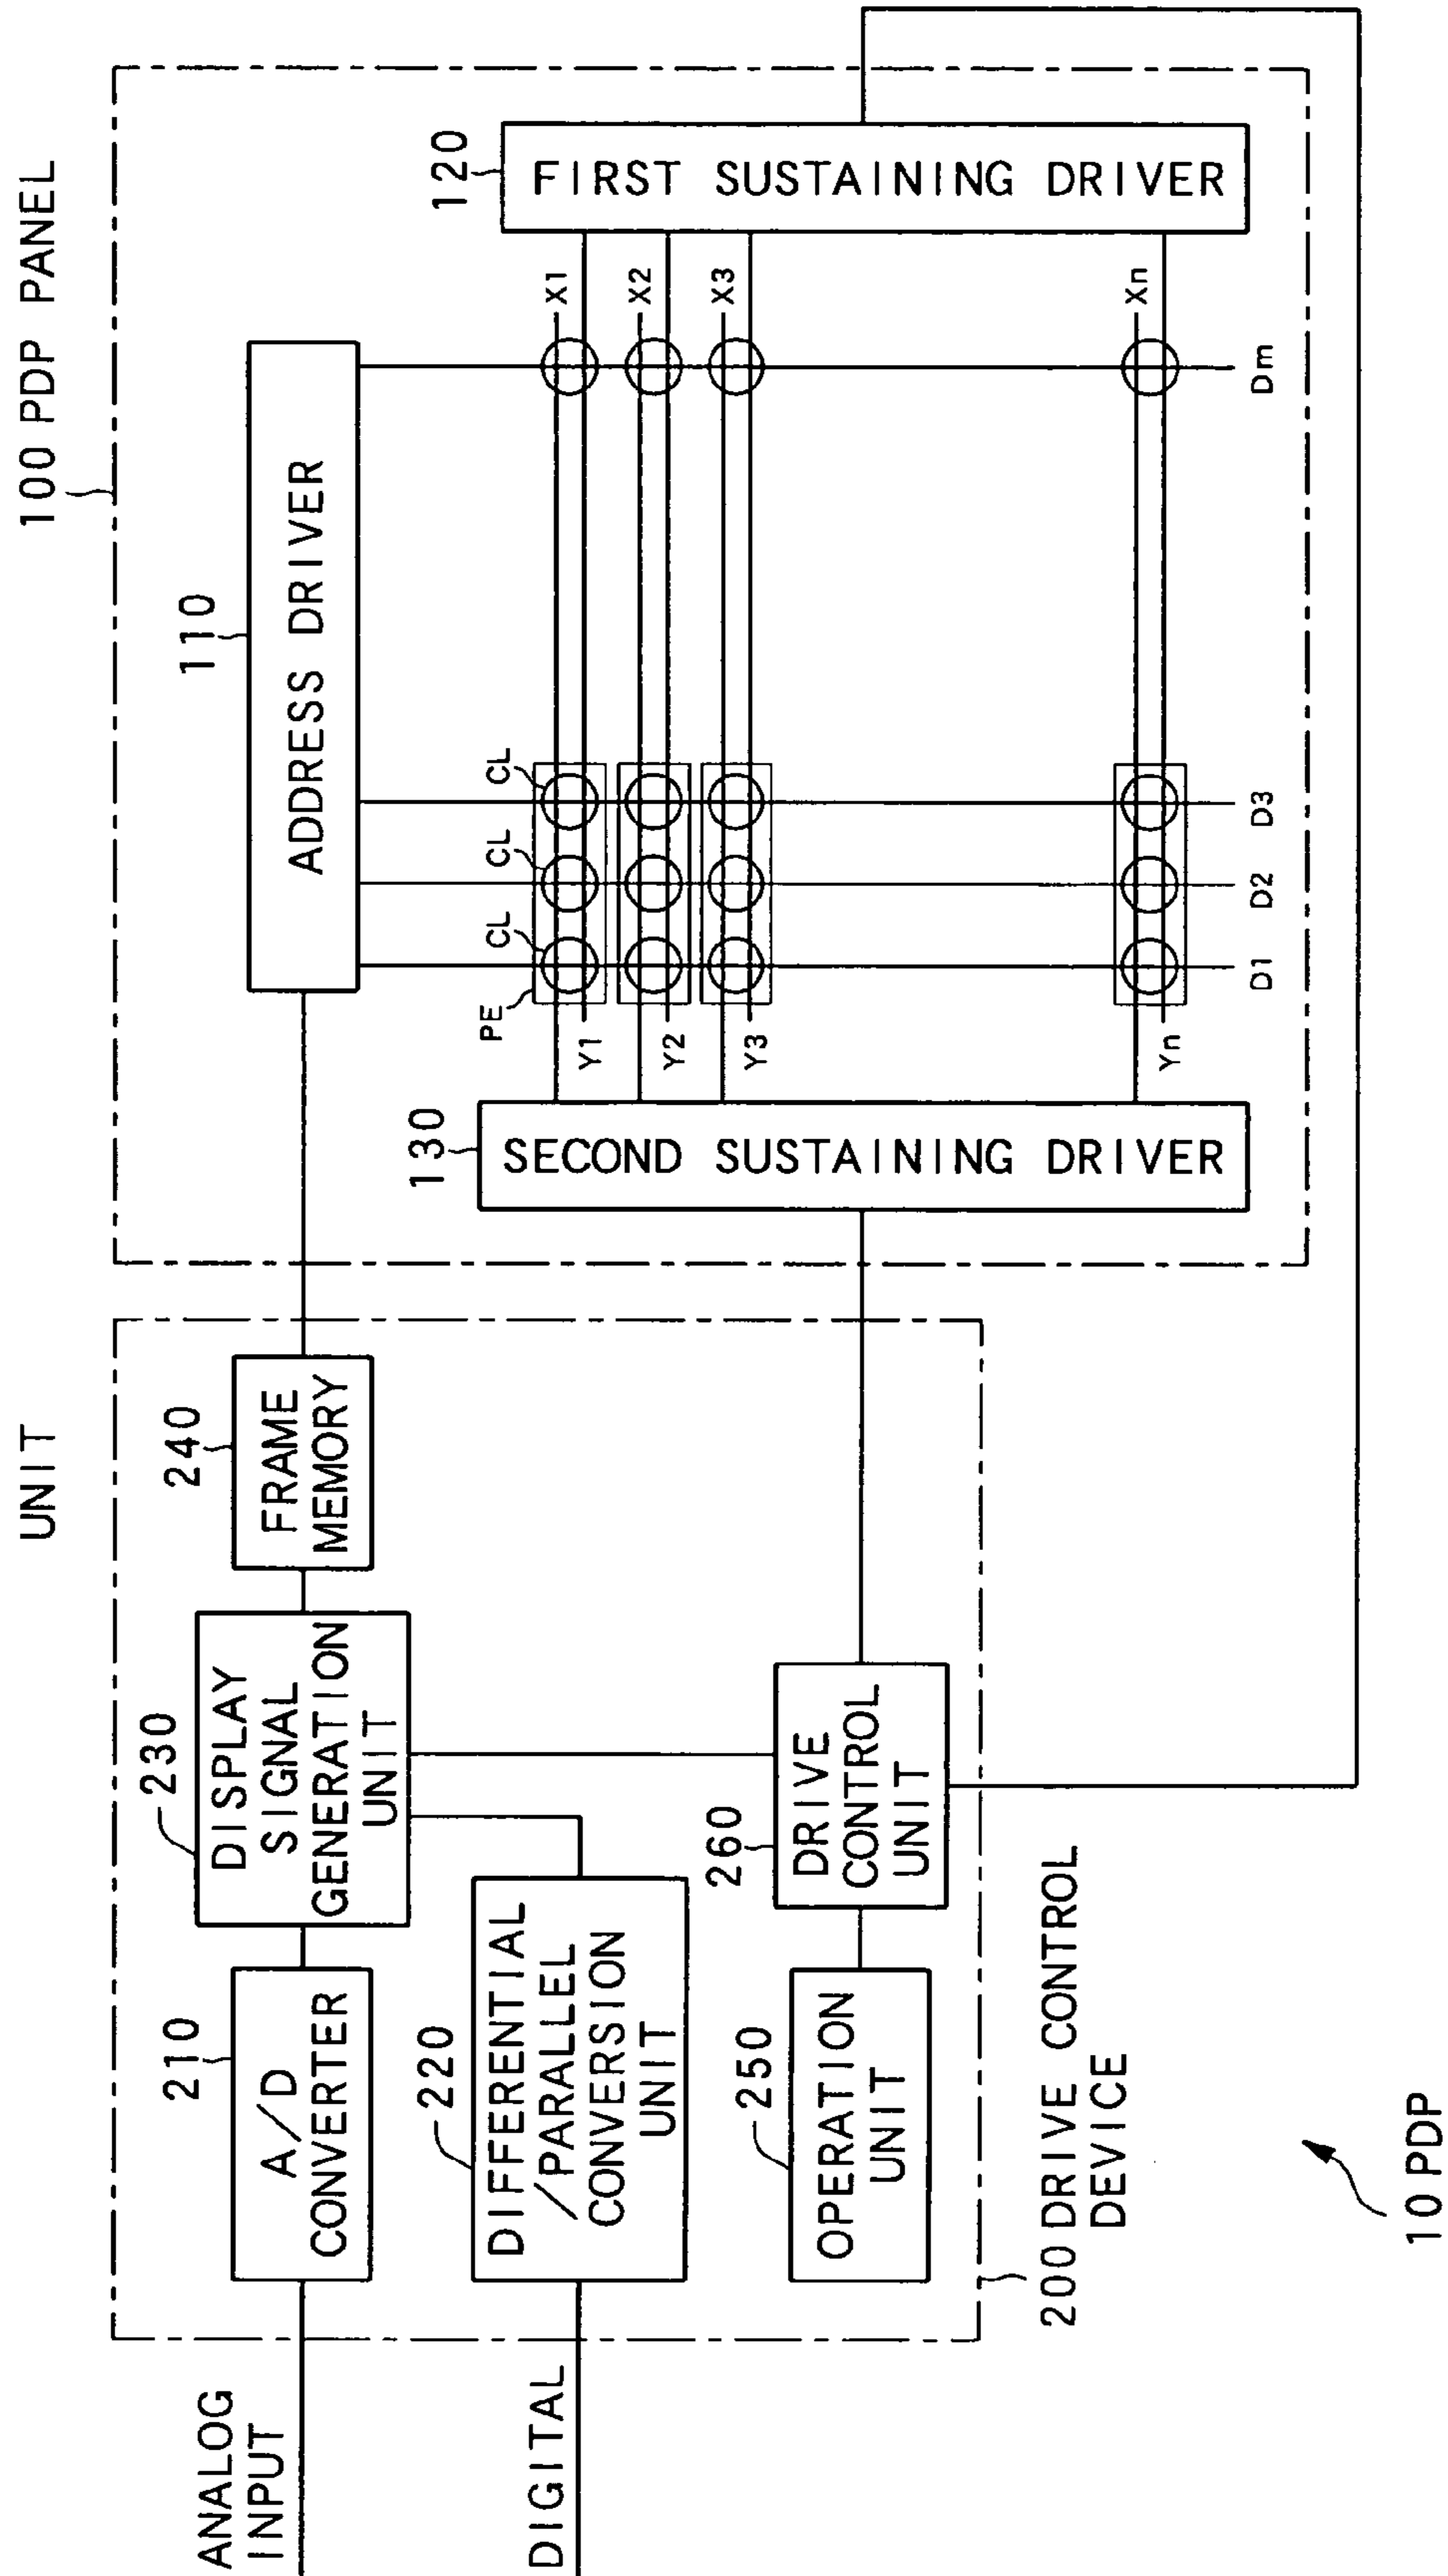 UNIT
100 PDP PANEL
ANALOG
INPUT
DIGITAL
210
A/D
CONVERTER
220
DIFFERENTIAL
/PARALLEL
CONVERSION
UNIT
230
DISPLAY
SIGNAL
GENERATION
UNIT
240
FRAME
MEMORY
250
OPERATION
UNIT
260
DRIVE
CONTROL
UNIT
200 DRIVE CONTROL
DEVICE
110
ADDRESS DRIVER
130
SECOND SUSTAINING DRIVER
120
FIRST SUSTAINING DRIVER
PE
CL
CL
CL
Y1
Y2
Y3
Yn
X1
X2
X3
Xn
D1
D2
D3
Dm
10 PDP